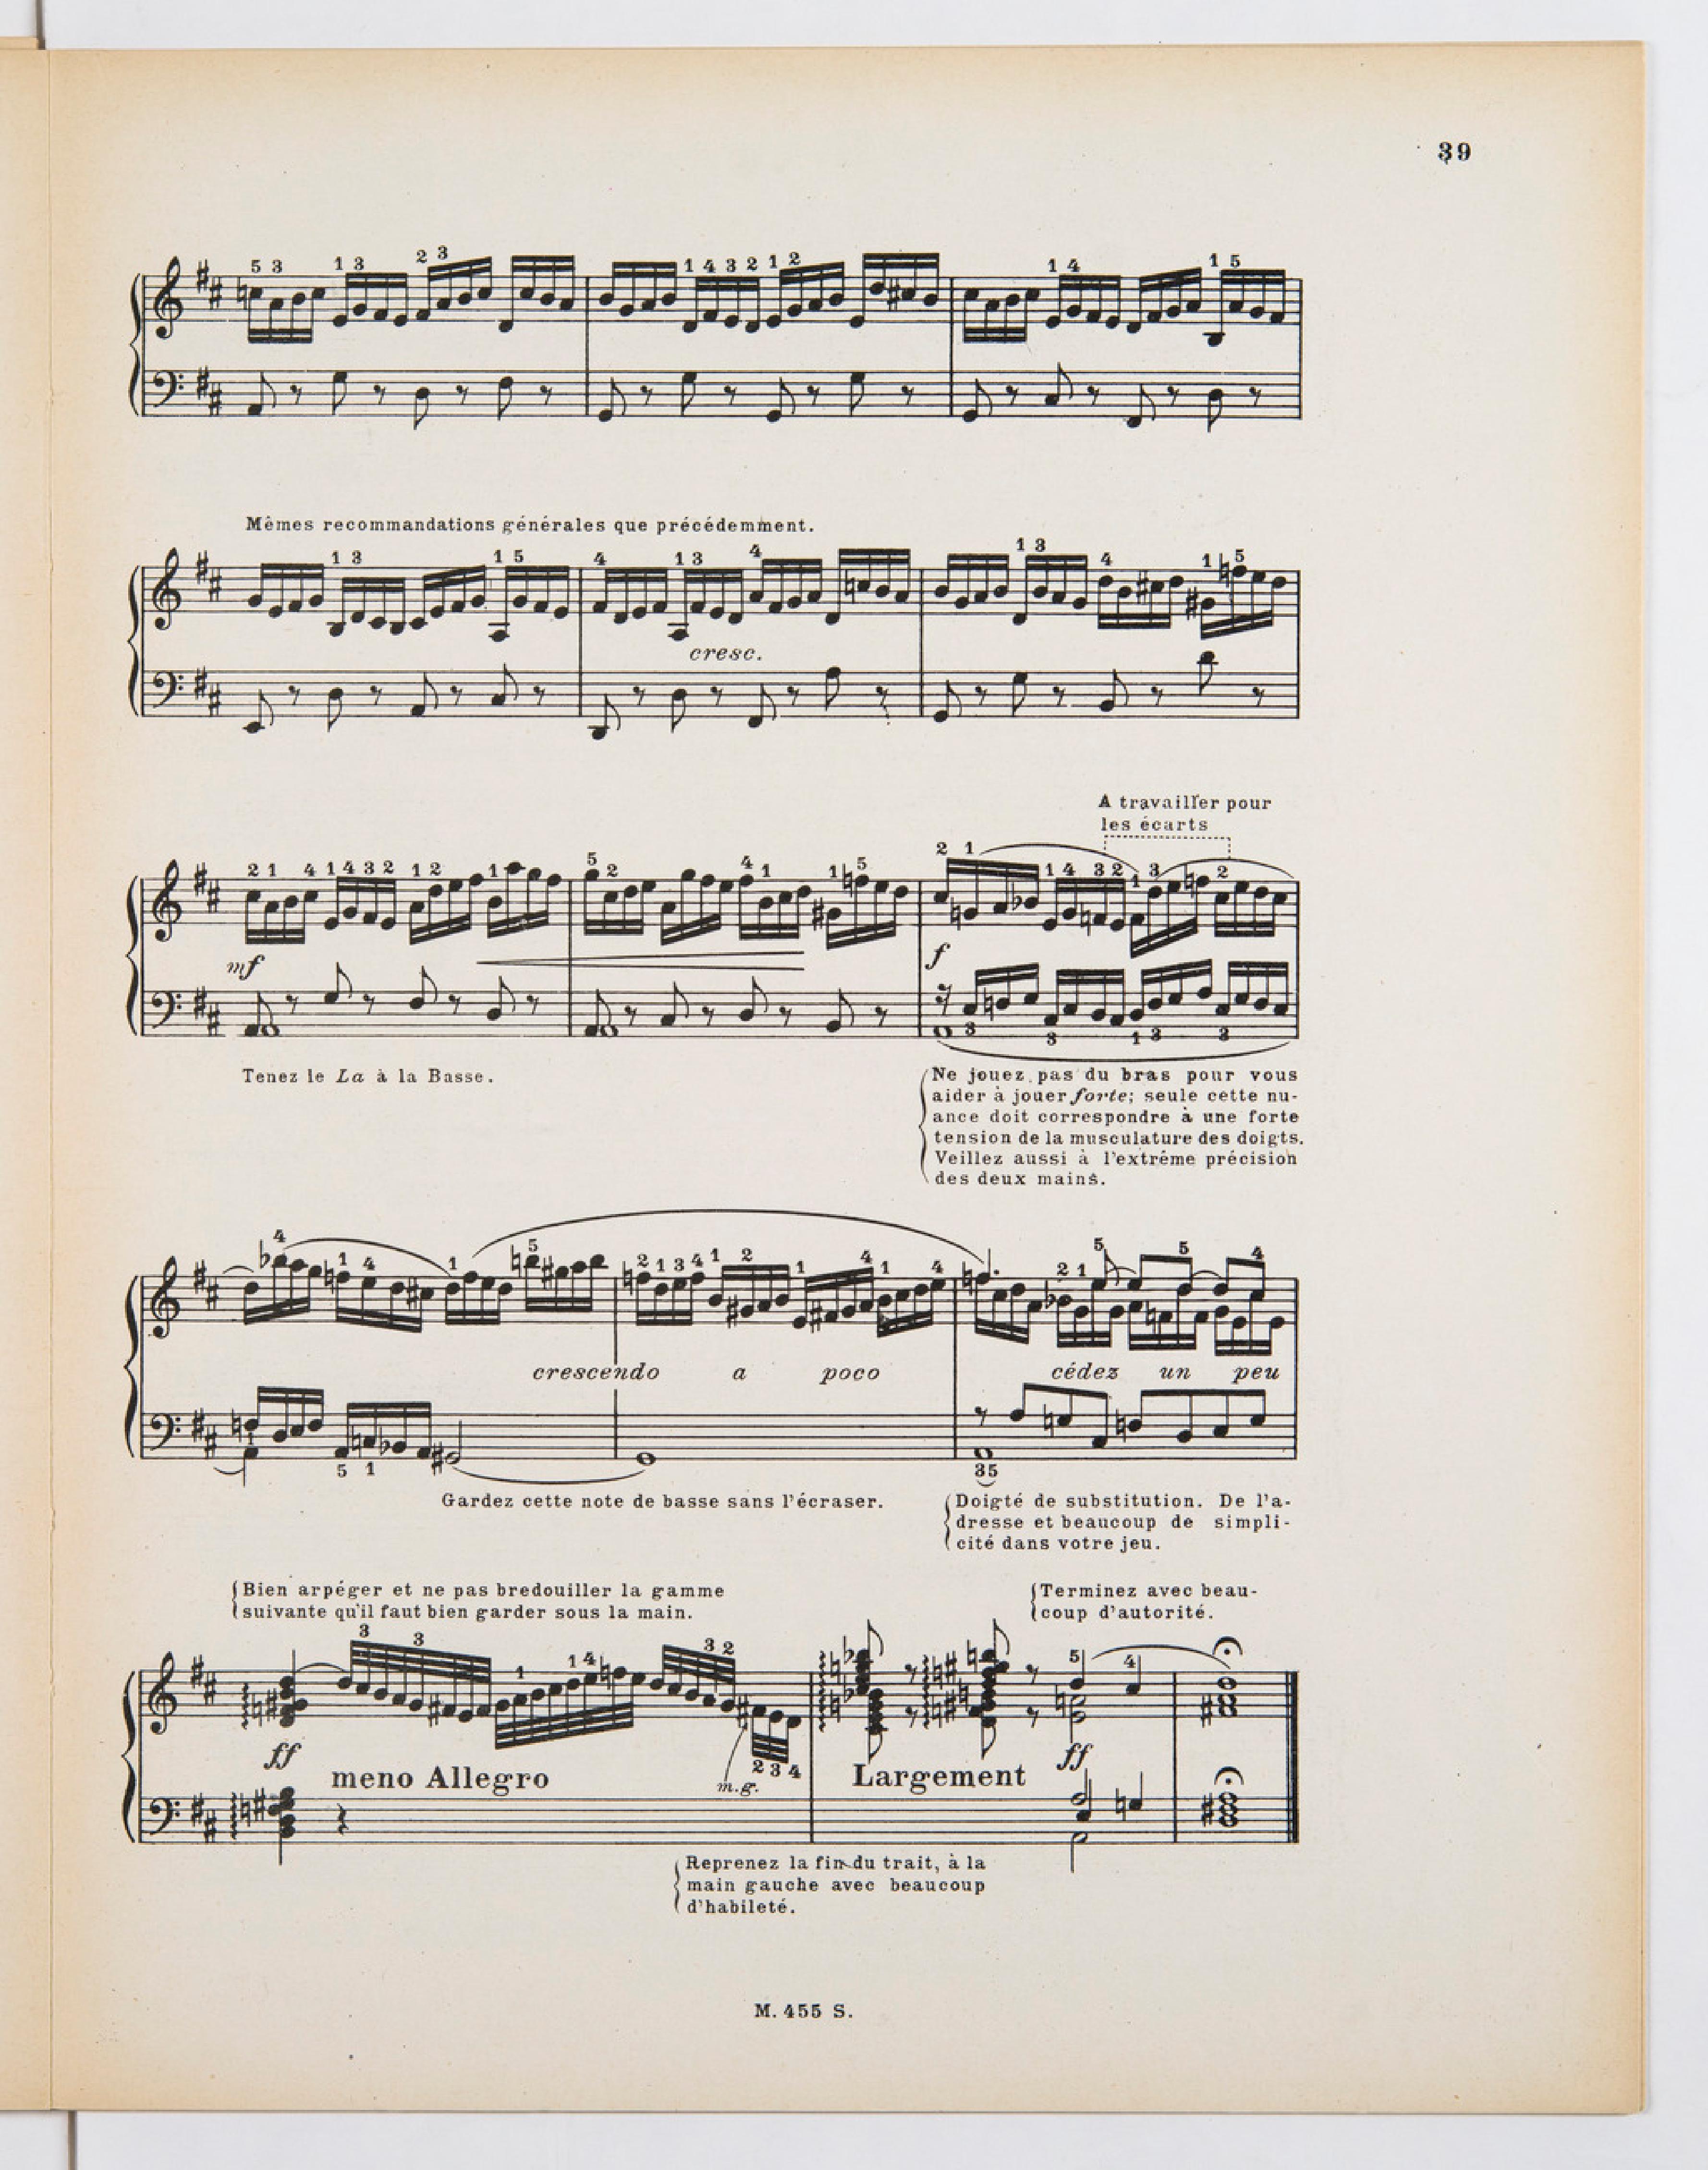 39
5 3 1 3 2 3 1 4 3 2 1 2 1 4 1 5
Mêmes recommandations générales que précédemment.
1 3 1 5 4 1 3 4 1 3 4 1 5
cresc.
A travailler pour
les écarts
2 1 4 1 4 3 2 1 2 1 5 2 4 1 1 5 2 1 1 4 3 2 1 3 2
mf f
3 3 1 3 3
Tenez le La à la Basse.
Ne jouez pas du bras pour vous
aider à jouer forte; seule cette nu-
ance doit correspondre à une forte
tension de la musculature des doigts.
Veillez aussi à l'extrême précision
des deux mains.
4 1 4 1 5 2 1 3 4 1 2 1 4 1 4 2 1 5 5 4
crescendo a poco cédez un peu
1 5 1 35
Gardez cette note de basse sans l'écraser.
Doigté de substitution. De l'a-
dresse et beaucoup de simpli-
cité dans votre jeu.
Bien arpéger et ne pas bredouiller la gamme
suivante qu'il faut bien garder sous la main.
Terminez avec beau-
coup d'autorité.
3 3 1 1 4 3 2 5 4
ff ff
2 3 4
meno Allegro m.g. Largement
Reprenez la fin du trait, à la
main gauche avec beaucoup
d'habileté.
M. 455 S.